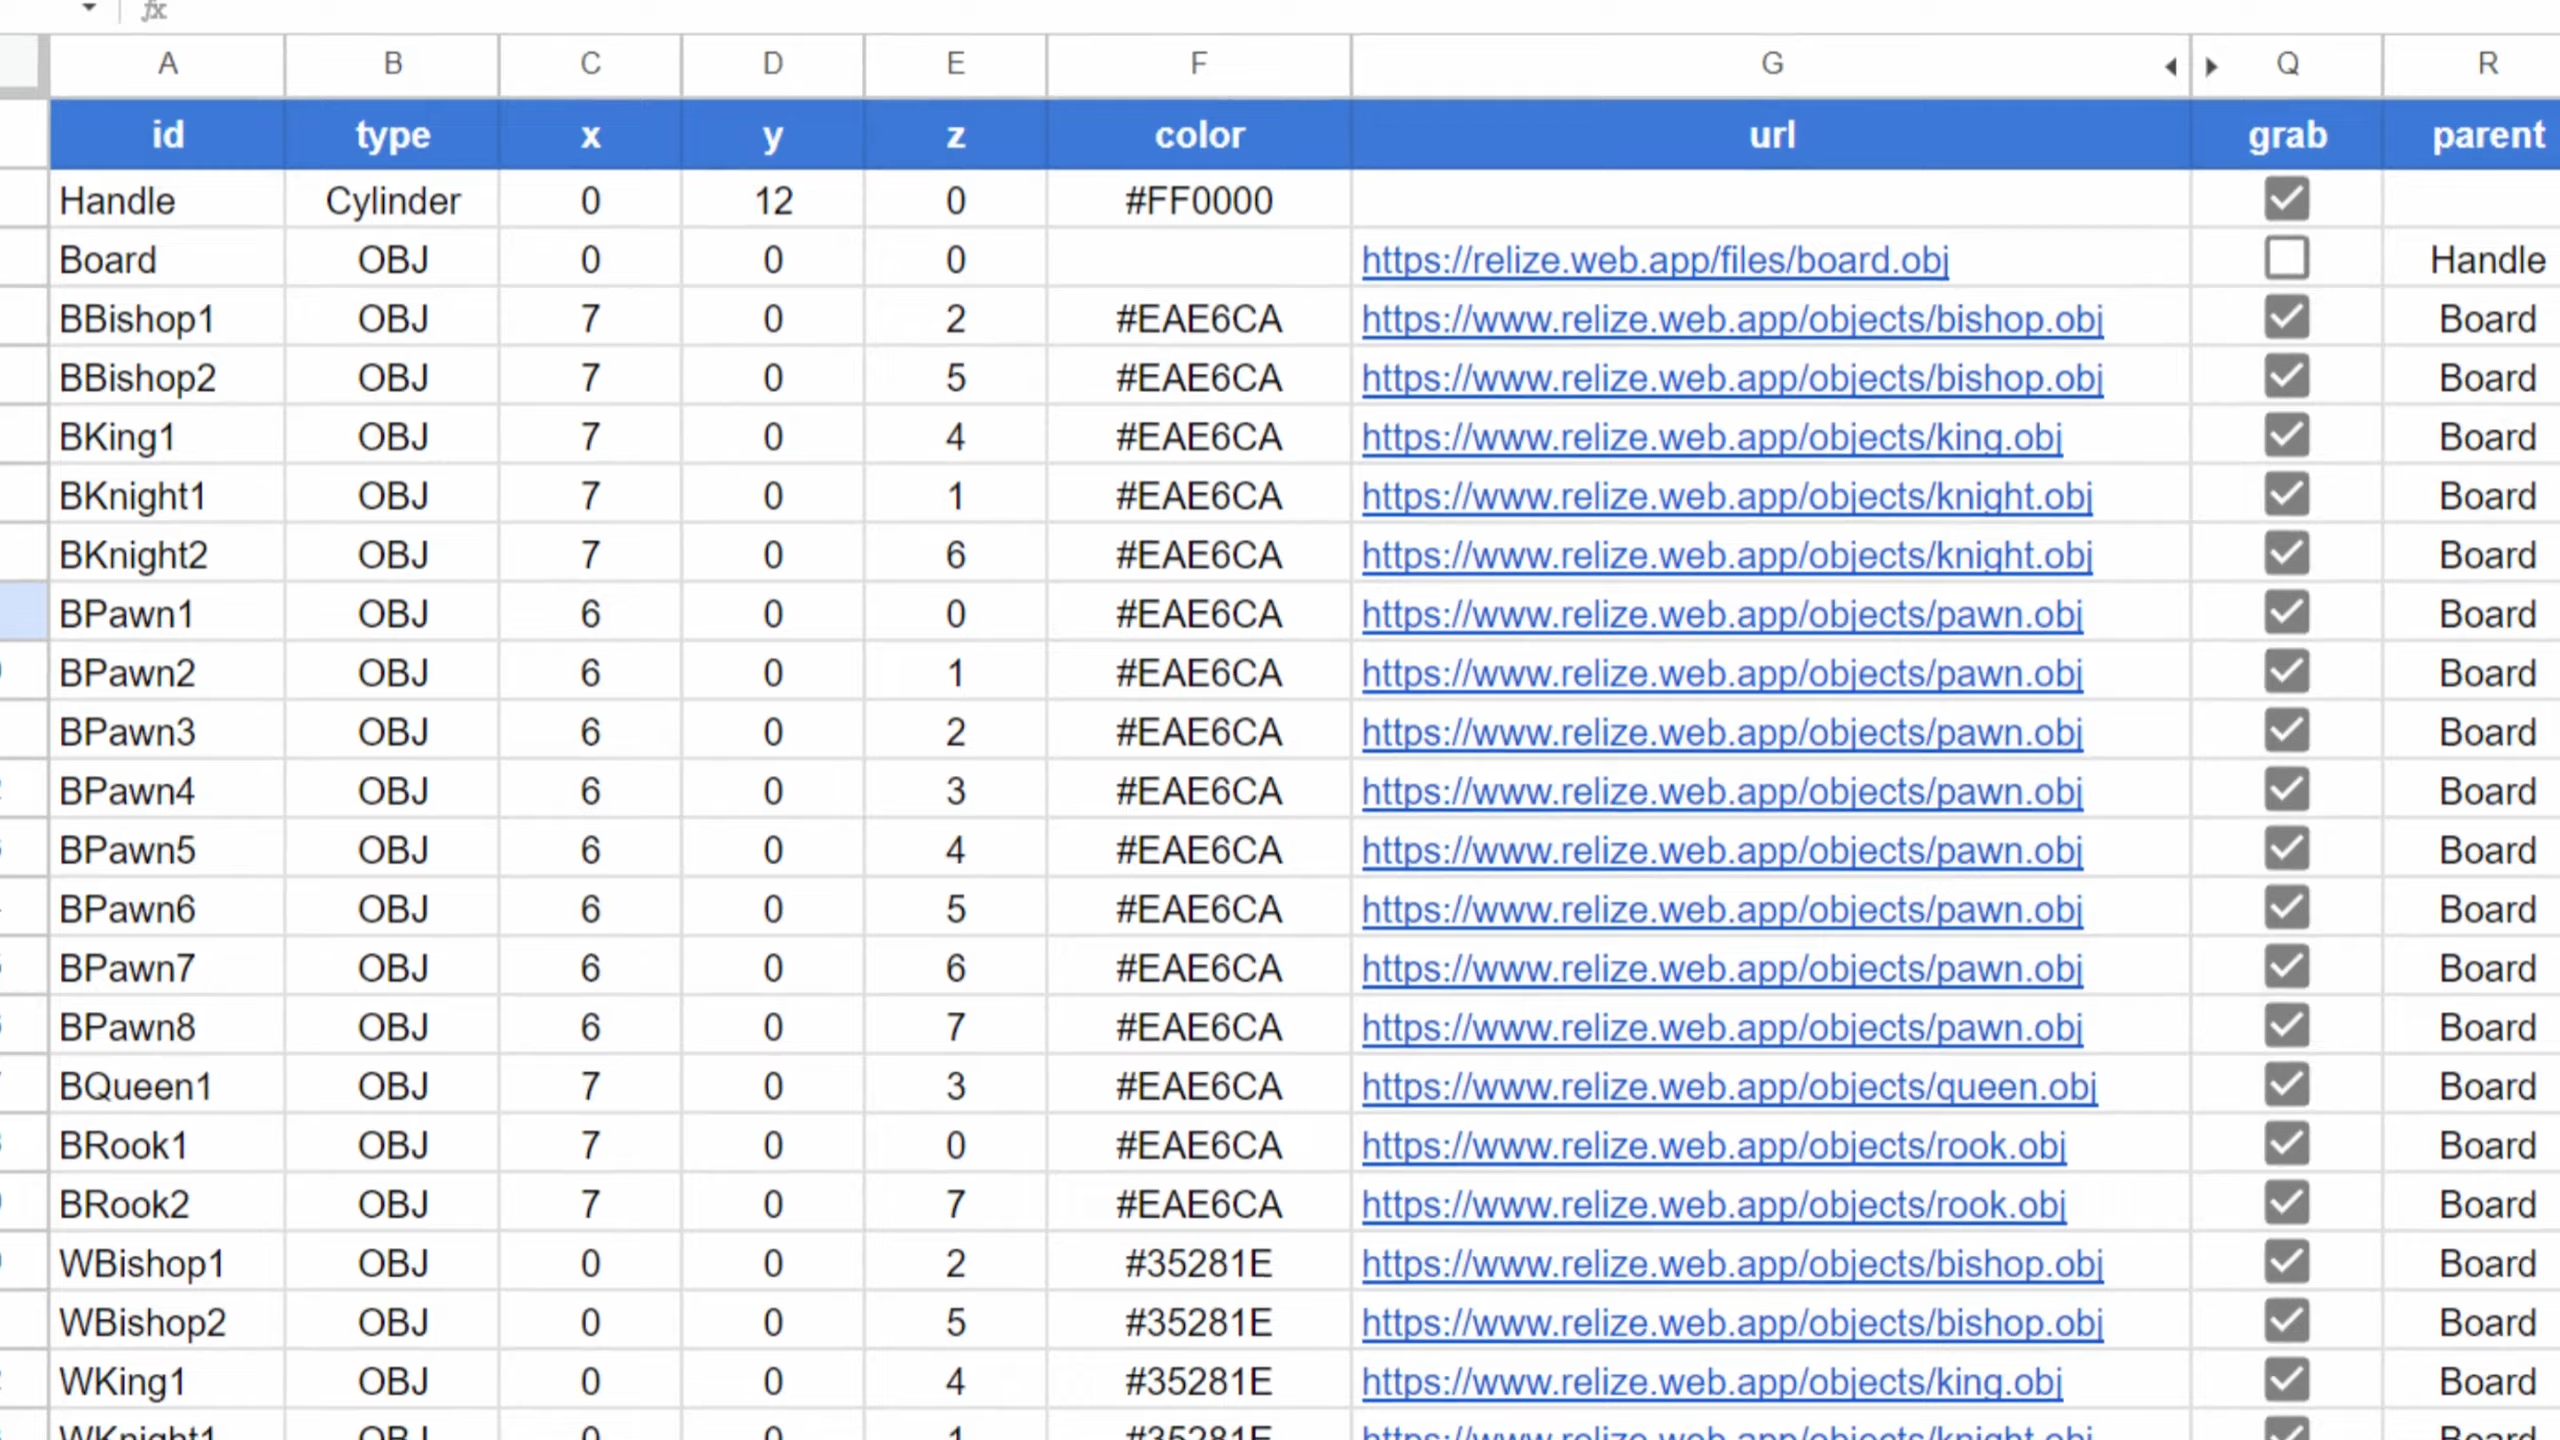 fx
A B C D E F G Q R
id type x y z color url grab parent
Handle Cylinder 0 12 0 #FF0000
Board OBJ 0 0 0 https://relize.web.app/files/board.obj Handle
BBishop1 OBJ 7 0 2 #EAE6CA https://www.relize.web.app/objects/bishop.obj Board
BBishop2 OBJ 7 0 5 #EAE6CA https://www.relize.web.app/objects/bishop.obj Board
BKing1 OBJ 7 0 4 #EAE6CA https://www.relize.web.app/objects/king.obj Board
BKnight1 OBJ 7 0 1 #EAE6CA https://www.relize.web.app/objects/knight.obj Board
BKnight2 OBJ 7 0 6 #EAE6CA https://www.relize.web.app/objects/knight.obj Board
BPawn1 OBJ 6 0 0 #EAE6CA https://www.relize.web.app/objects/pawn.obj Board
BPawn2 OBJ 6 0 1 #EAE6CA https://www.relize.web.app/objects/pawn.obj Board
BPawn3 OBJ 6 0 2 #EAE6CA https://www.relize.web.app/objects/pawn.obj Board
BPawn4 OBJ 6 0 3 #EAE6CA https://www.relize.web.app/objects/pawn.obj Board
BPawn5 OBJ 6 0 4 #EAE6CA https://www.relize.web.app/objects/pawn.obj Board
BPawn6 OBJ 6 0 5 #EAE6CA https://www.relize.web.app/objects/pawn.obj Board
BPawn7 OBJ 6 0 6 #EAE6CA https://www.relize.web.app/objects/pawn.obj Board
BPawn8 OBJ 6 0 7 #EAE6CA https://www.relize.web.app/objects/pawn.obj Board
BQueen1 OBJ 7 0 3 #EAE6CA https://www.relize.web.app/objects/queen.obj Board
BRook1 OBJ 7 0 0 #EAE6CA https://www.relize.web.app/objects/rook.obj Board
BRook2 OBJ 7 0 7 #EAE6CA https://www.relize.web.app/objects/rook.obj Board
WBishop1 OBJ 0 0 2 #35281E https://www.relize.web.app/objects/bishop.obj Board
WBishop2 OBJ 0 0 5 #35281E https://www.relize.web.app/objects/bishop.obj Board
WKing1 OBJ 0 0 4 #35281E https://www.relize.web.app/objects/king.obj Board
WKnight1 OBJ 0 0 1 #35281E https://www.relize.web.app/objects/knight.obj Board